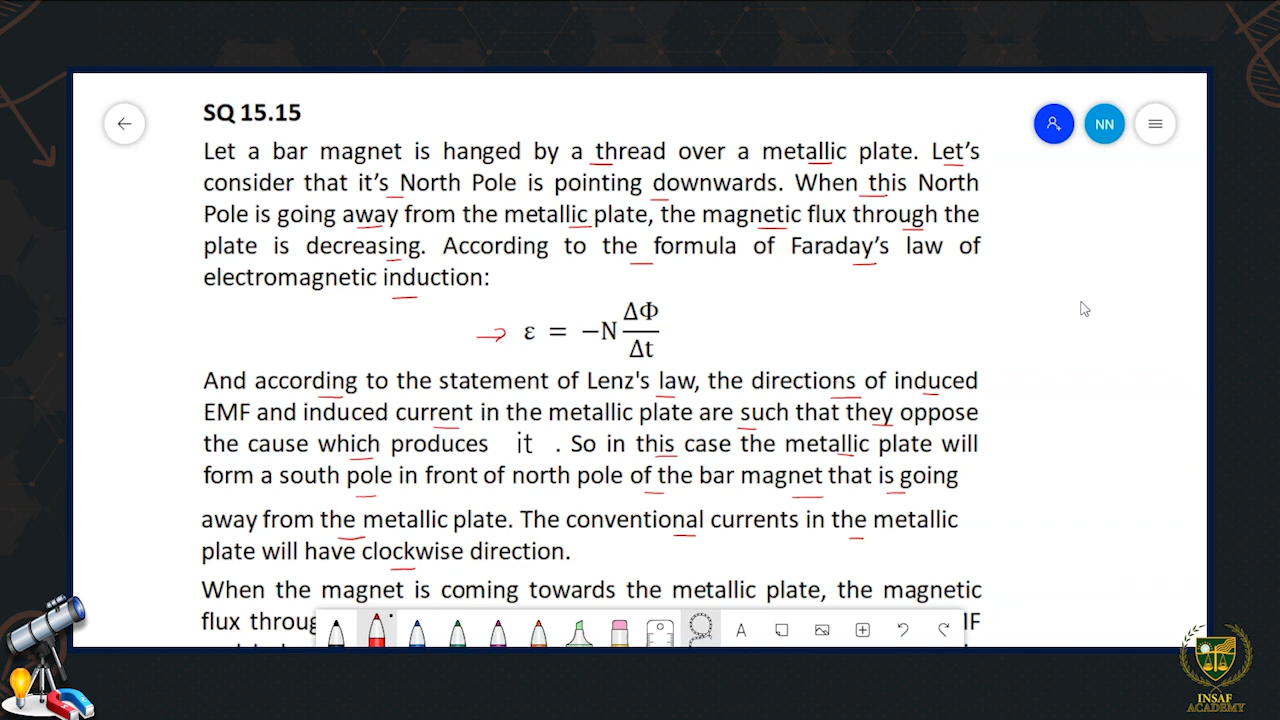 SQ 15.15
NN
Let a bar magnet is hanged by a thread over a metallic plate. Let's
consider that it's North Pole is pointing downwards. When this North
Pole is going away from the metallic plate, the magnetic flux through the
plate is decreasing. According to the formula of Faraday's law of
electromagnetic induction:
ε = −N ΔΦ/Δt
And according to the statement of Lenz's law, the directions of induced
EMF and induced current in the metallic plate are such that they oppose
the cause which produces it . So in this case the metallic plate will
form a south pole in front of north pole of the bar magnet that is going
away from the metallic plate. The conventional currents in the metallic
plate will have clockwise direction.
When the magnet is coming towards the metallic plate, the magnetic
flux
A
INSAF
ACADEMY